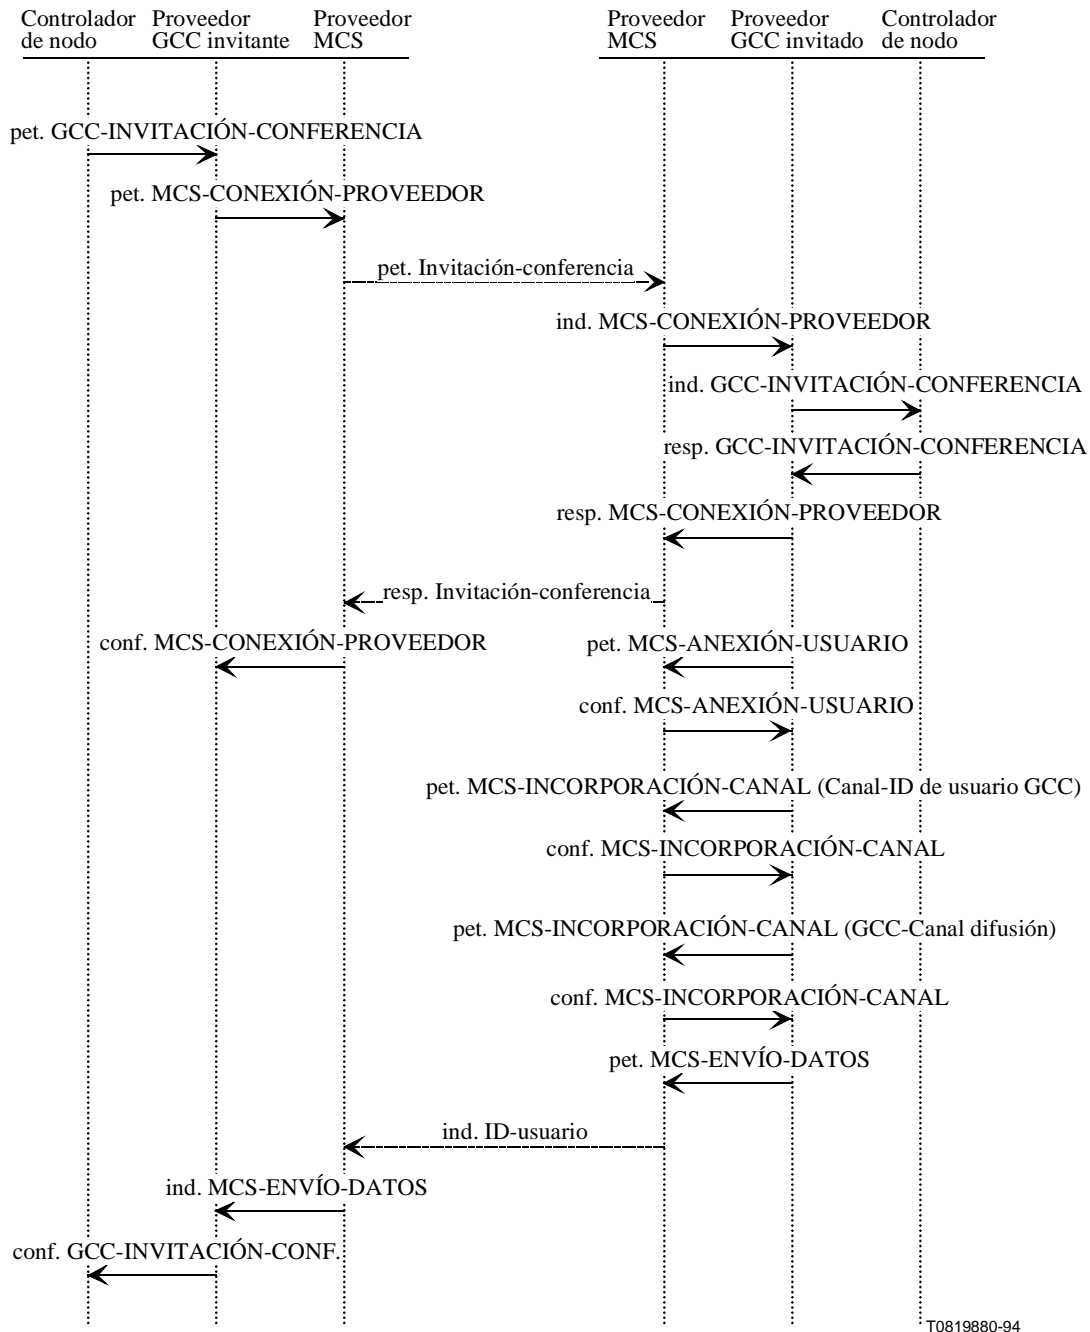 Controlador de nodo
Proveedor GCC invitante
Proveedor MCS
Proveedor MCS
Proveedor GCC invitado
Controlador de nodo
pet. GCC-INVITACIÓN-CONFERENCIA
pet. MCS-CONEXIÓN-PROVEEDOR
pet. Invitación-conferencia
ind. MCS-CONEXIÓN-PROVEEDOR
ind. GCC-INVITACIÓN-CONFERENCIA
resp. GCC-INVITACIÓN-CONFERENCIA
resp. MCS-CONEXIÓN-PROVEEDOR
resp. Invitación-conferencia
conf. MCS-CONEXIÓN-PROVEEDOR
pet. MCS-ANEXIÓN-USUARIO
conf. MCS-ANEXIÓN-USUARIO
pet. MCS-INCORPORACIÓN-CANAL (Canal-ID de usuario GCC)
conf. MCS-INCORPORACIÓN-CANAL
pet. MCS-INCORPORACIÓN-CANAL (GCC-Canal difusión)
conf. MCS-INCORPORACIÓN-CANAL
pet. MCS-ENVÍO-DATOS
ind. ID-usuario
ind. MCS-ENVÍO-DATOS
conf. GCC-INVITACIÓN-CONF.
T0819880-94